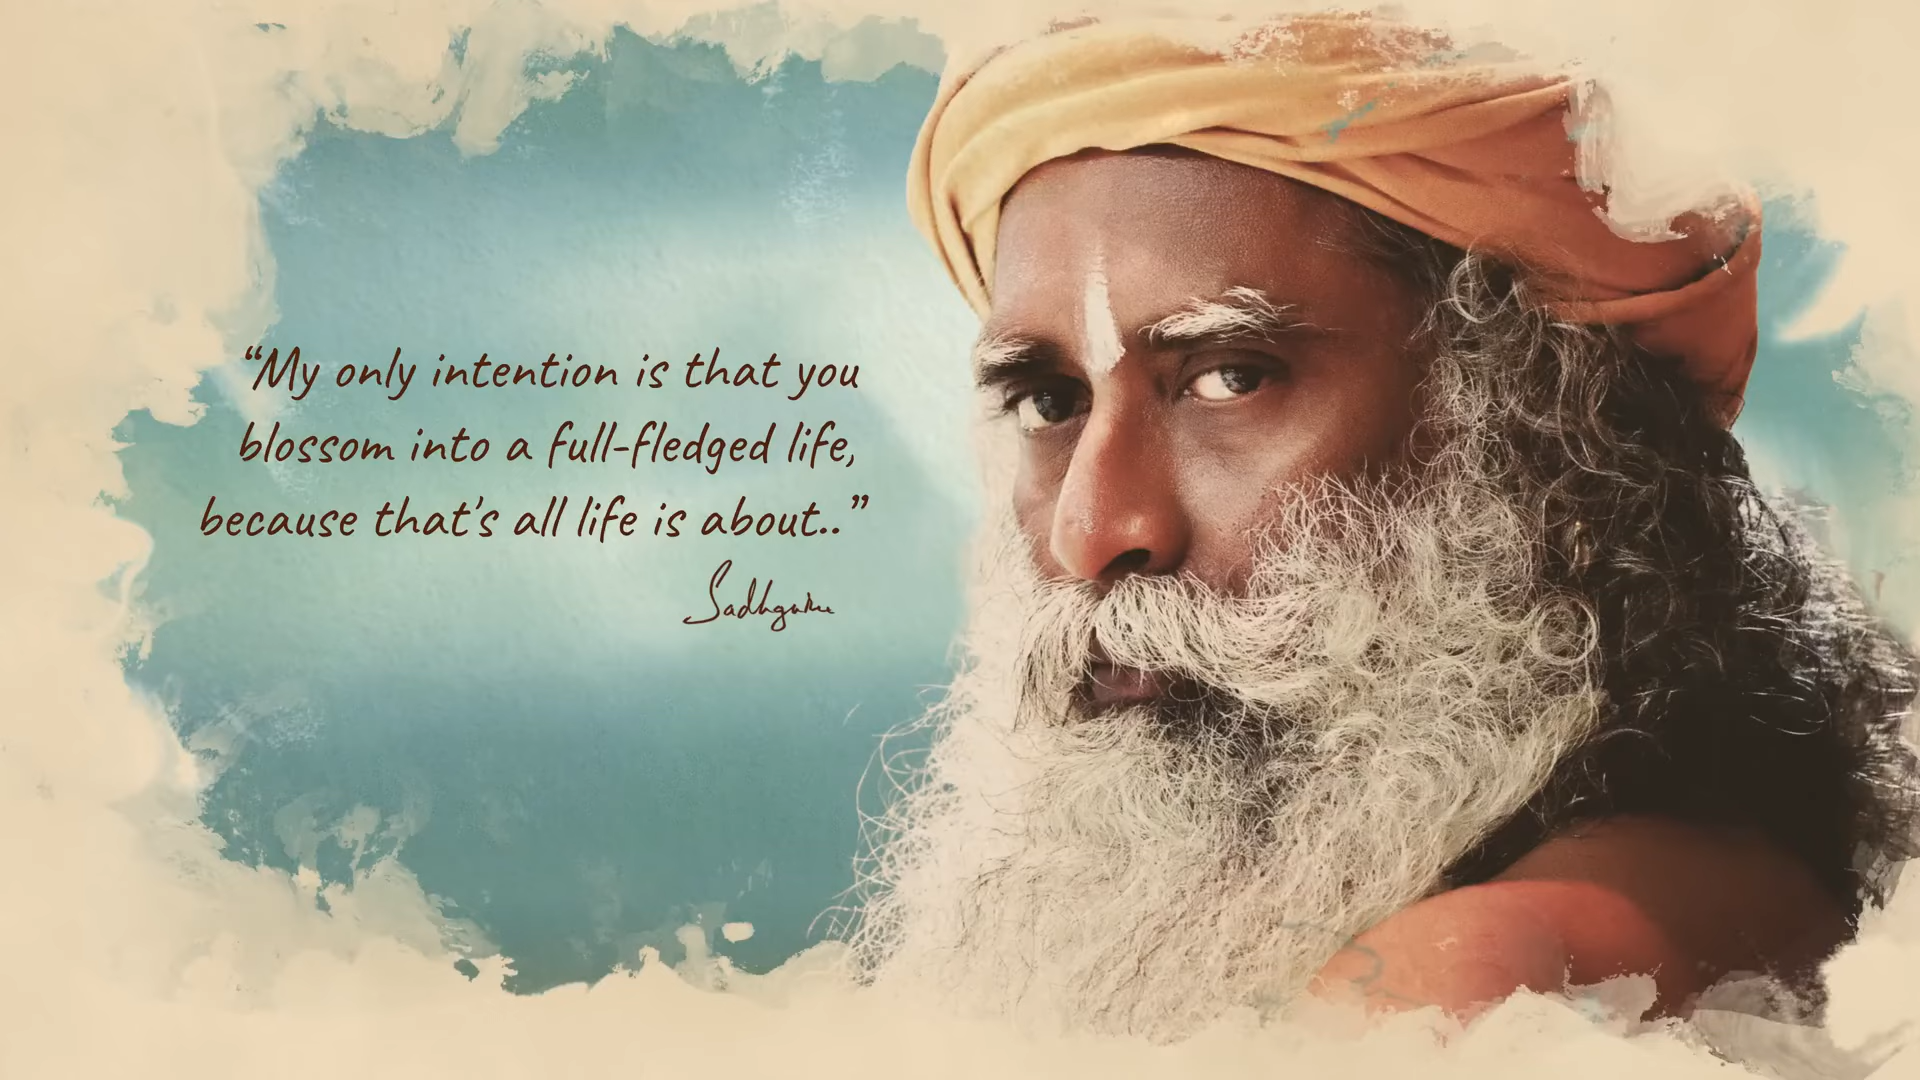 “My only intention is that you
blossom into a full-fledged life,
because that's all life is about..”
Sadhguru